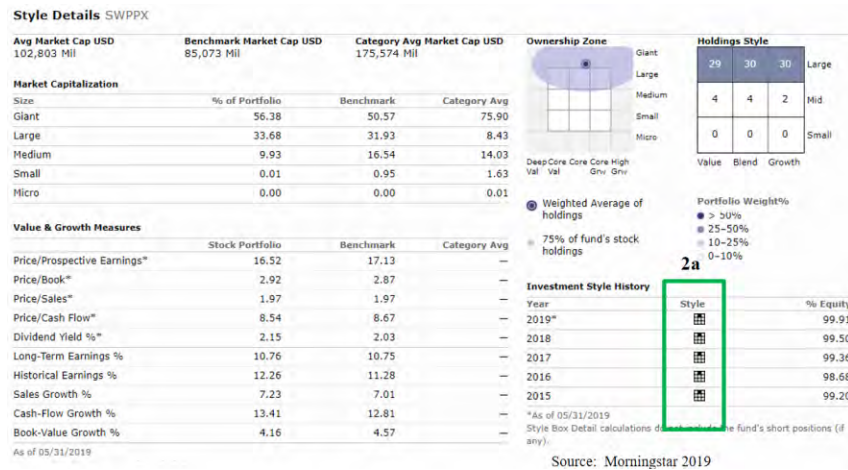 Style Details SWPPX
Avg Market Cap USD Benchmark Market Cap USD Category Avg Market Cap USD
102,803 Mil 85,073 Mil 175,574 Mil
Market Capitalization
Size % of Portfolio Benchmark Category Avg
Giant 56.38 50.57 75.90
Large 33.68 31.93 8.43
Medium 9.93 16.54 14.03
Small 0.01 0.95 1.63
Micro 0.00 0.00 0.01
Value & Growth Measures
Stock Portfolio Benchmark Category Avg
Price/Prospective Earnings* 16.52 17.13 —
Price/Book* 2.92 2.87 —
Price/Sales* 1.97 1.97 —
Price/Cash Flow* 8.54 8.67 —
Dividend Yield %* 2.15 2.03 —
Long-Term Earnings % 10.76 10.75 —
Historical Earnings % 12.26 11.28 —
Sales Growth % 7.23 7.01 —
Cash-Flow Growth % 13.41 12.81 —
Book-Value Growth % 4.16 4.57 —
As of 05/31/2019
Ownership Zone
Giant
Large
Medium
Small
Micro
Deep Core Core Core High
Val Val Grw Grw
Weighted Average of
holdings
75% of fund's stock
holdings
Holdings Style
29 30 30 Large
4 4 2 Mid
0 0 0 Small
Value Blend Growth
Portfolio Weight%
> 50%
25–50%
10–25%
0–10%
2a
Investment Style History
Year Style % Equity
2019* 99.91
2018 99.50
2017 99.36
2016 98.68
2015 99.20
*As of 05/31/2019
Style Box Detail calculations do not include the fund's short positions (if
any).
Source: Morningstar 2019